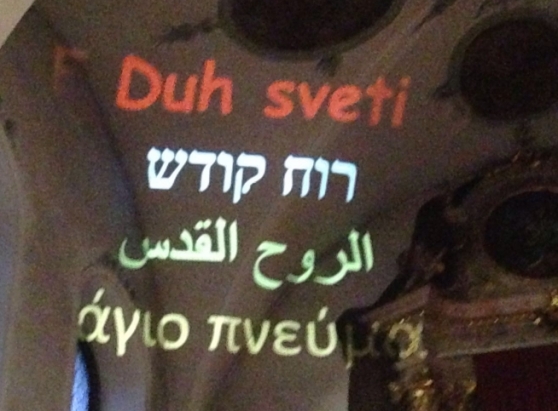 Duh sveti
רוח קודש
الروح القدس
άγιο πνεύμα